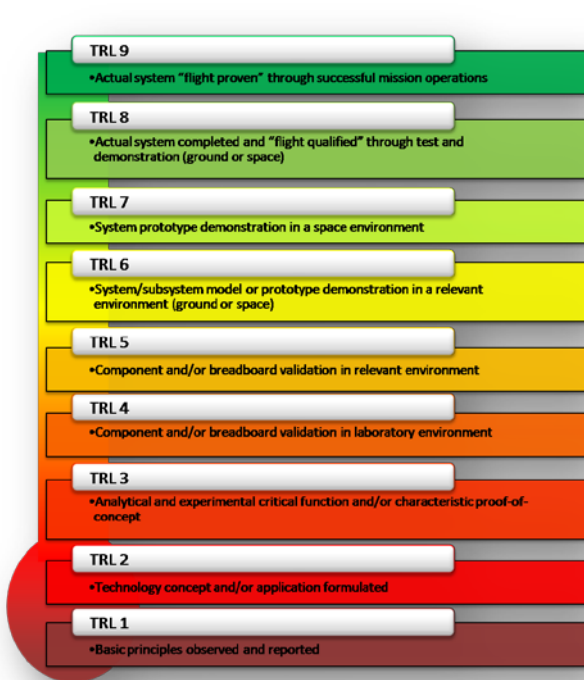 TRL 9
•Actual system “flight proven” through successful mission operations
TRL 8
•Actual system completed and “flight qualified” through test and
demonstration (ground or space)
TRL 7
•System prototype demonstration in a space environment
TRL 6
•System/subsystem model or prototype demonstration in a relevant
environment (ground or space)
TRL 5
•Component and/or breadboard validation in relevant environment
TRL 4
•Component and/or breadboard validation in laboratory environment
TRL 3
•Analytical and experimental critical function and/or characteristic proof-of-
concept
TRL 2
•Technology concept and/or application formulated
TRL 1
•Basic principles observed and reported